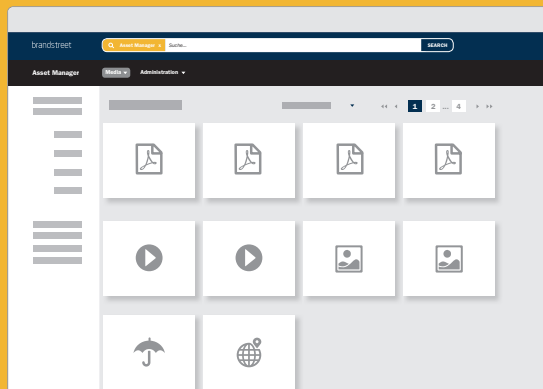 brandstreet
Asset Manager Suche... SEARCH
Asset Manager Media Administration
1 2 ... 4